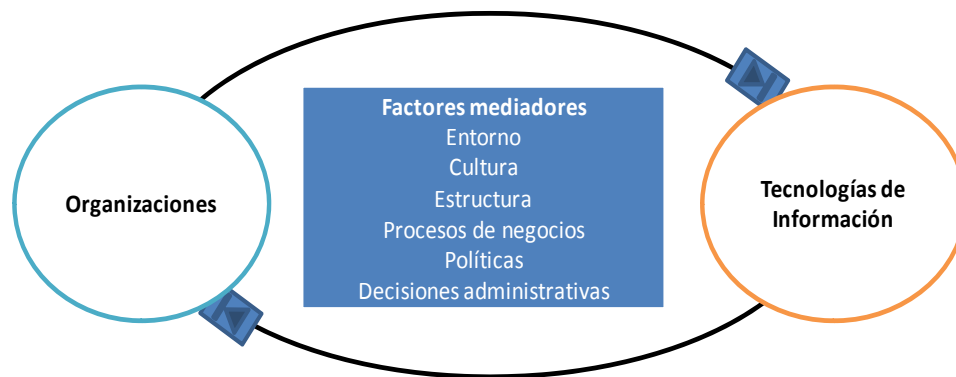 Organizaciones
Factores mediadores
Entorno
Cultura
Estructura
Procesos de negocios
Políticas
Decisiones administrativas
Tecnologías de
Información